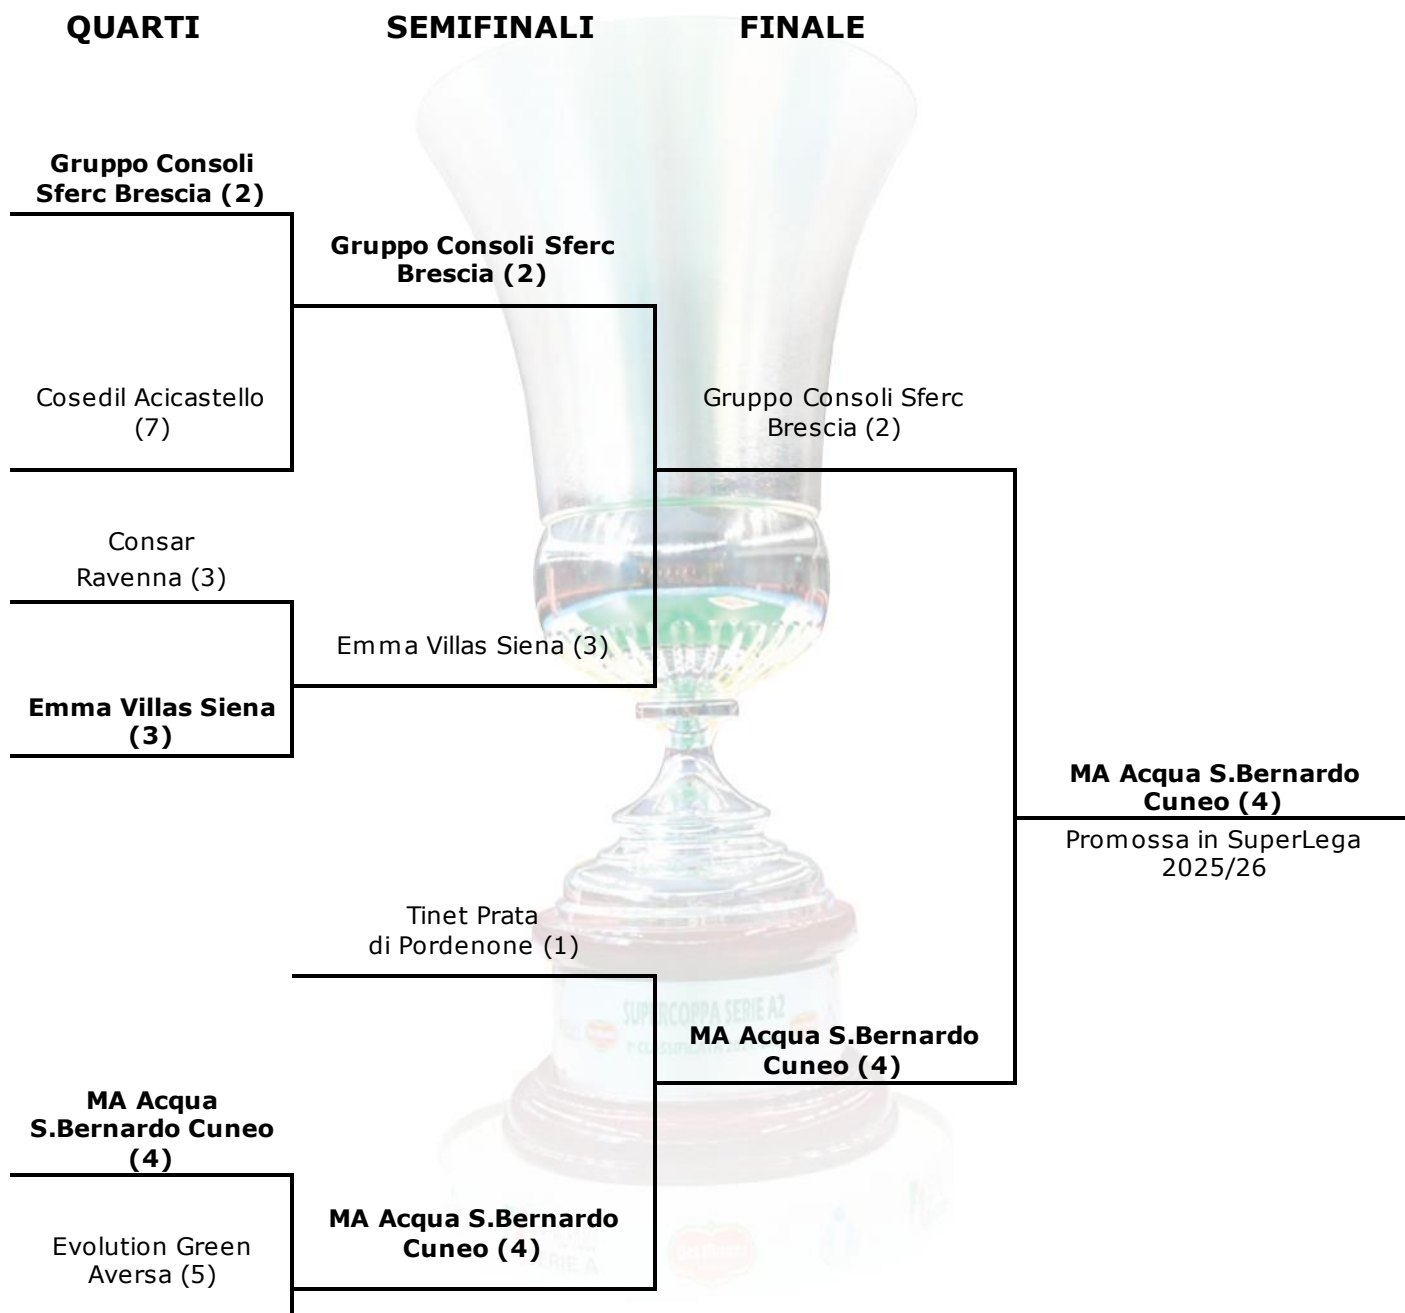 QUARTI
SEMIFINALI
FINALE
Gruppo Consoli
Sferc Brescia (2)
Gruppo Consoli Sferc
Brescia (2)
Cosedil Acicastello
(7)
Gruppo Consoli Sferc
Brescia (2)
Consar
Ravenna (3)
Emma Villas Siena (3)
Emma Villas Siena
(3)
MA Acqua S.Bernardo
Cuneo (4)
Promossa in SuperLega
2025/26
Tinet Prata
di Pordenone (1)
SUPERCOPPA SERIE A2
MA Acqua S.Bernardo
Cuneo (4)
MA Acqua
S.Bernardo Cuneo
(4)
MA Acqua S.Bernardo
Cuneo (4)
Evolution Green
Aversa (5)